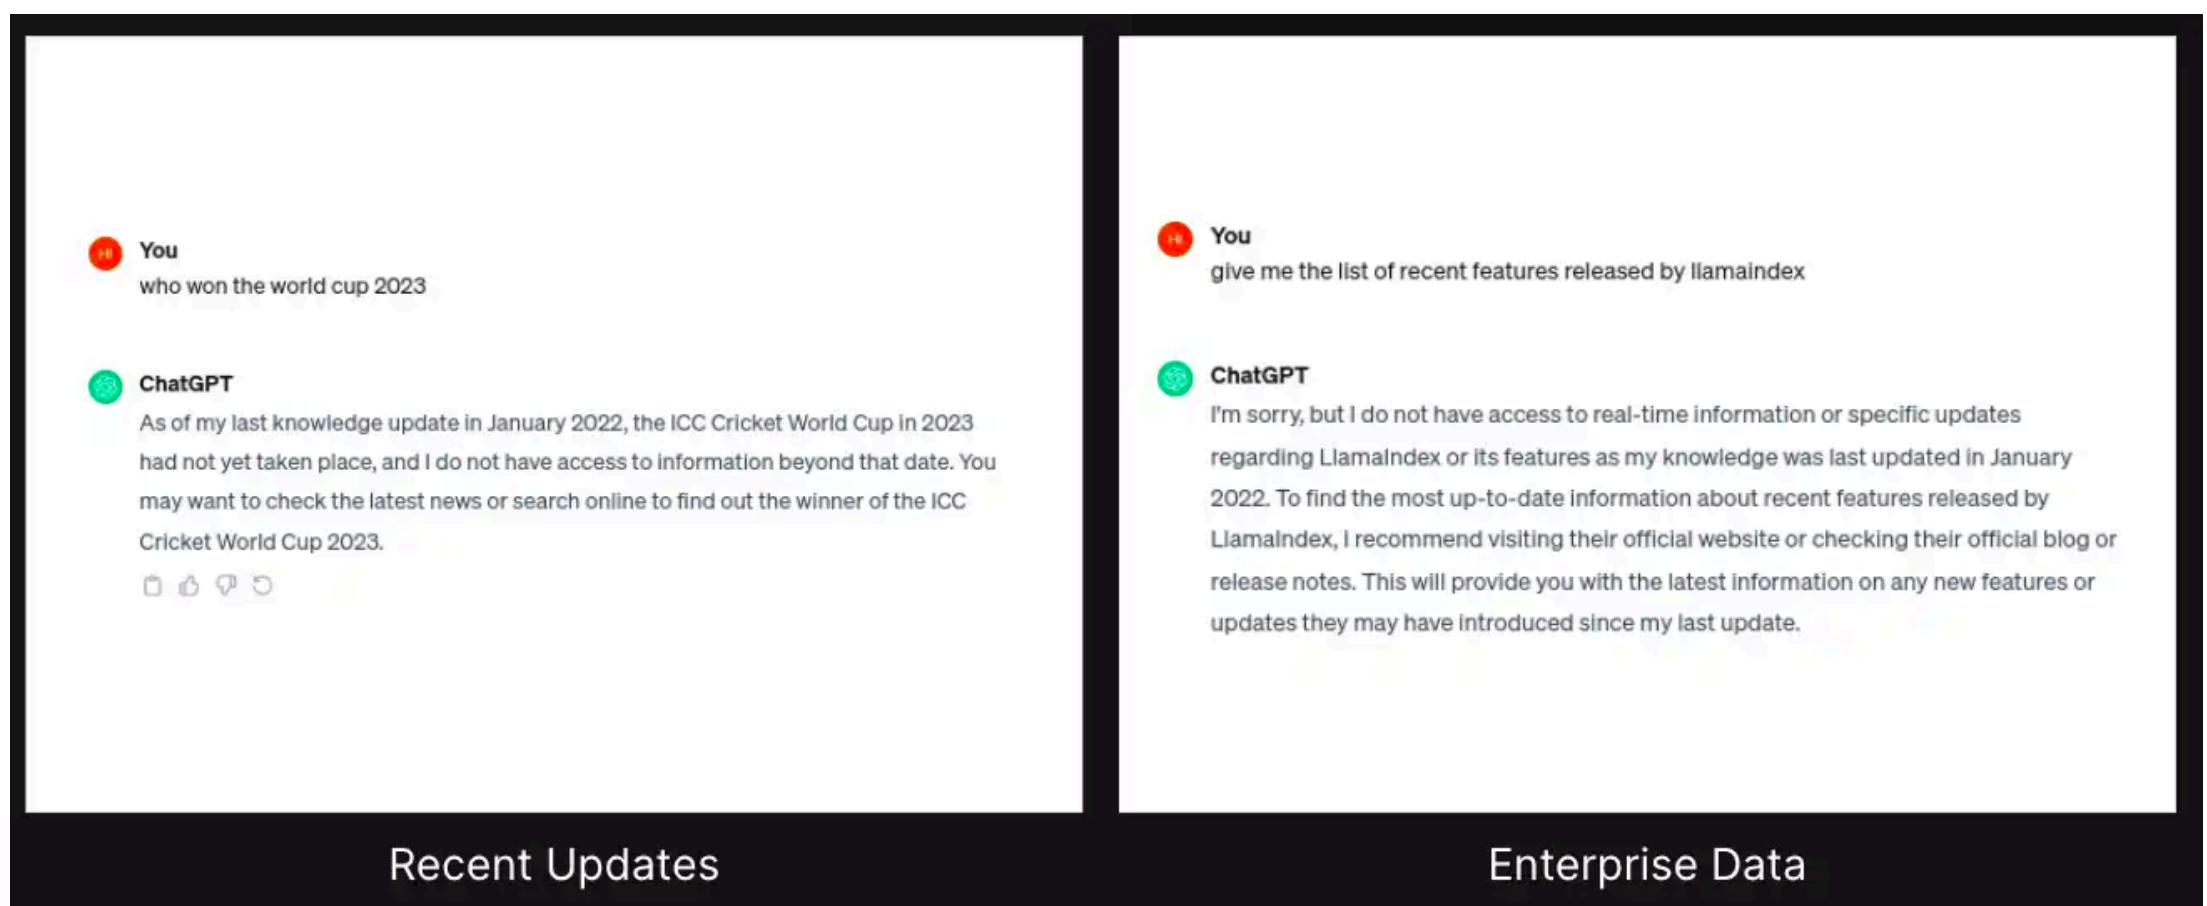 You
who won the world cup 2023
ChatGPT
As of my last knowledge update in January 2022, the ICC Cricket World Cup in 2023
had not yet taken place, and I do not have access to information beyond that date. You
may want to check the latest news or search online to find out the winner of the ICC
Cricket World Cup 2023.
Recent Updates
HI
You
give me the list of recent features released by llamaindex
ChatGPT
I'm sorry, but I do not have access to real-time information or specific updates
regarding LlamaIndex or its features as my knowledge was last updated in January
2022. To find the most up-to-date information about recent features released by
LlamaIndex, I recommend visiting their official website or checking their official blog or
release notes. This will provide you with the latest information on any new features or
updates they may have introduced since my last update.
Enterprise Data